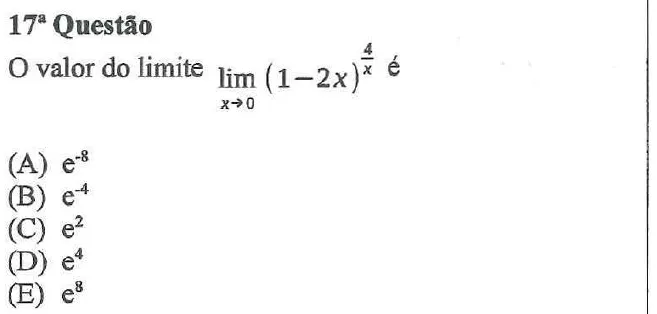 17ª Questão
O valor do limite lim (1−2x)^(4/x) é
x→0
(A) e⁻⁸
(B) e⁻⁴
(C) e²
(D) e⁴
(E) e⁸